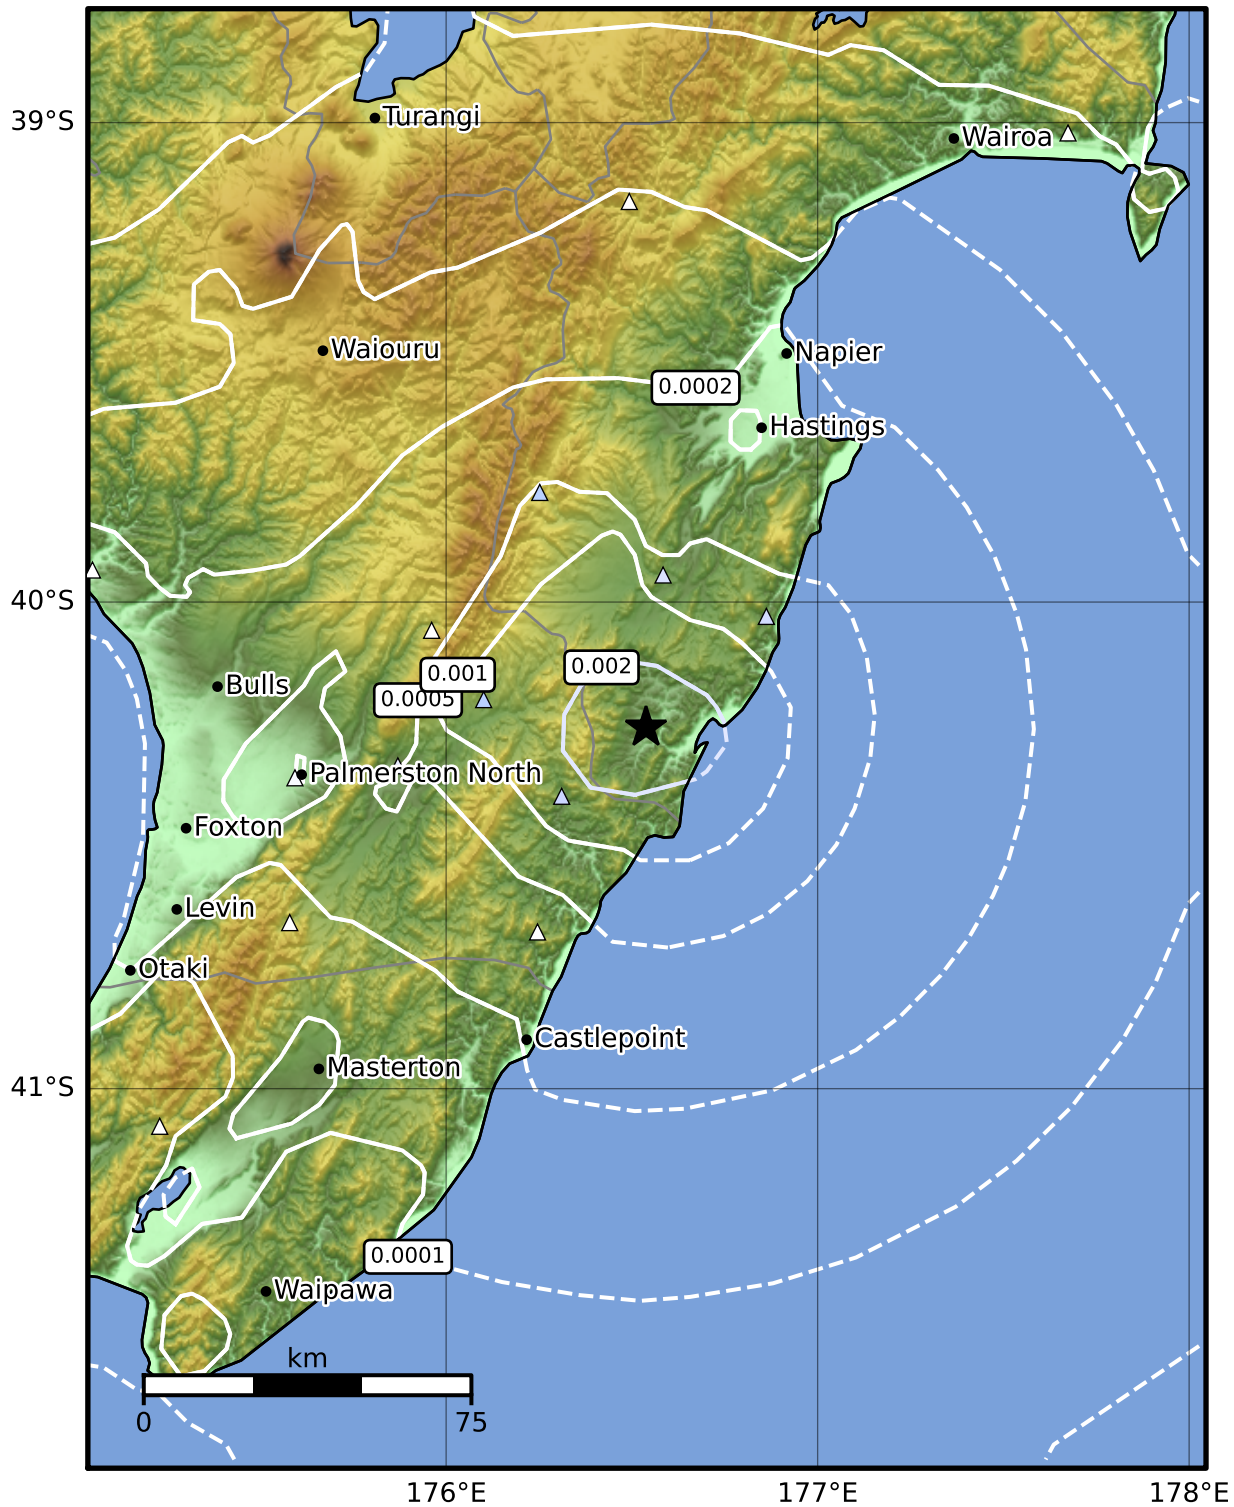 39°S
Turangi
Wairoa
Waiouru
Napier
0.0002
Hastings
40°S
0.002
0.001
0.0005
Bulls
Palmerston North
Foxton
Levin
Otaki
Castlepoint
Masterton
41°S
0.0001
Waipawa
km
0
75
176°E
177°E
178°E